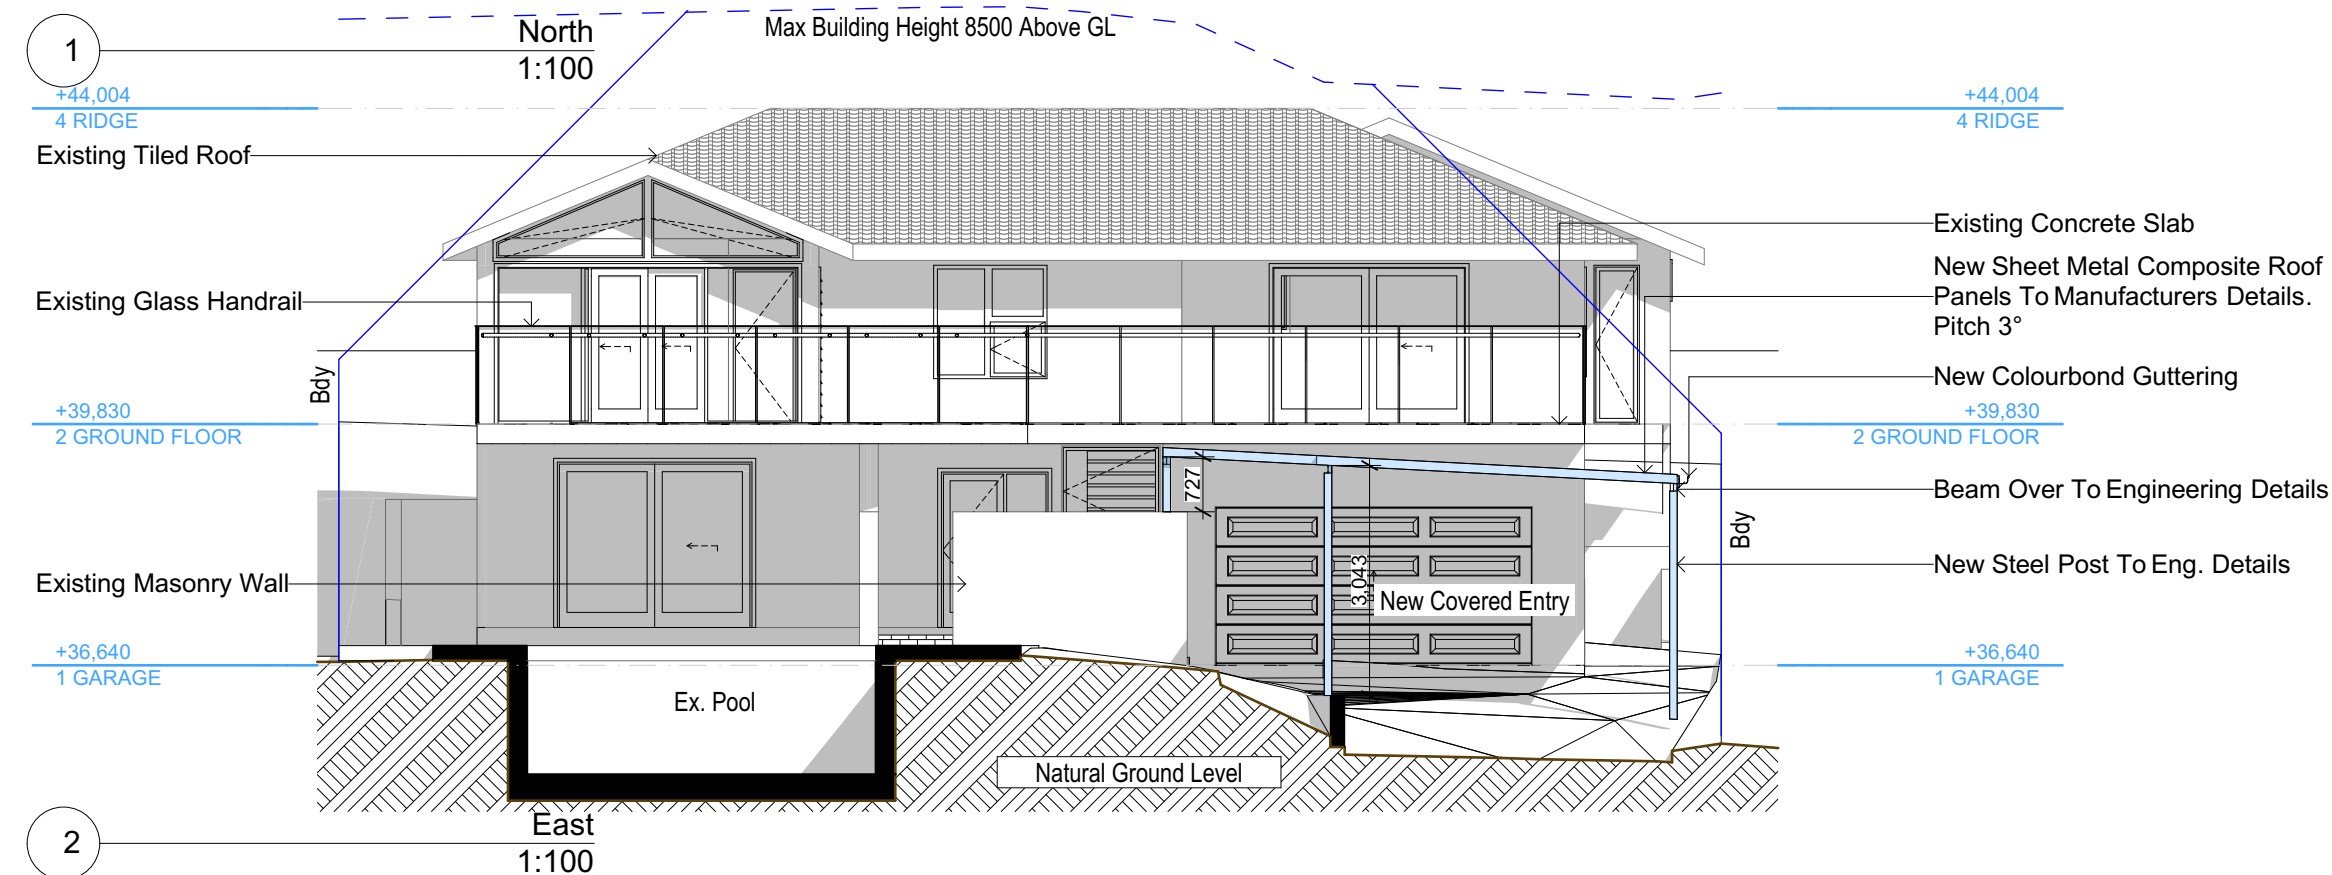 1
North
1:100
Max Building Height 8500 Above GL
+44,004
4 RIDGE
+44,004
4 RIDGE
Existing Tiled Roof
Existing Concrete Slab
New Sheet Metal Composite Roof
Panels To Manufacturers Details.
Pitch 3°
Existing Glass Handrail
Bdy
New Colourbond Guttering
+39,830
2 GROUND FLOOR
+39,830
2 GROUND FLOOR
727
Beam Over To Engineering Details
Bdy
Existing Masonry Wall
3,043
New Covered Entry
New Steel Post To Eng. Details
+36,640
1 GARAGE
+36,640
1 GARAGE
Ex. Pool
Natural Ground Level
2
East
1:100